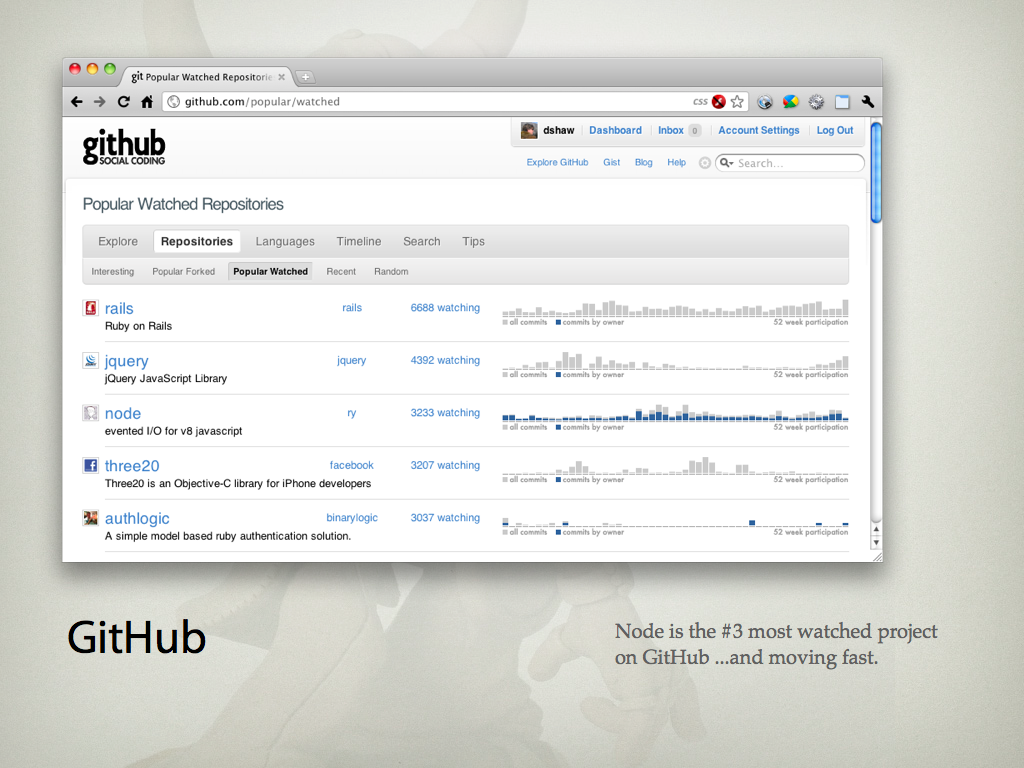 git Popular Watched Repositorie
github.com/popular/watched
css
github
SOCIAL CODING
dshaw Dashboard Inbox 0 Account Settings Log Out
Explore GitHub Gist Blog Help Search...
Popular Watched Repositories
Explore Repositories Languages Timeline Search Tips
Interesting Popular Forked Popular Watched Recent Random
rails rails 6688 watching
Ruby on Rails
all commits commits by owner 52 week participation
jquery jquery 4392 watching
jQuery JavaScript Library
all commits commits by owner 52 week participation
node ry 3233 watching
evented I/O for v8 javascript
all commits commits by owner 52 week participation
three20 facebook 3207 watching
Three20 is an Objective-C library for iPhone developers
all commits commits by owner 52 week participation
authlogic binarylogic 3037 watching
A simple model based ruby authentication solution.
all commits commits by owner 52 week participation
GitHub
Node is the #3 most watched project
on GitHub ...and moving fast.